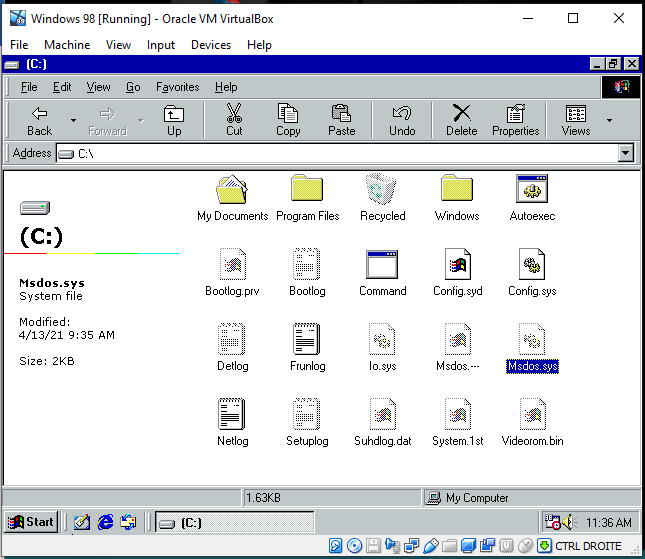 98
Windows 98 [Running] - Oracle VM VirtualBox
File Machine View Input Devices Help
(C:)
File Edit View Go Favorites Help
Back Forward Up Cut Copy Paste Undo Delete Properties Views
Address C:\
My Documents Program Files Recycled Windows Autoexec
(C:)
Msdos.sys
System file
Modified:
4/13/21 9:35 AM
Size: 2KB
Bootlog.prv Bootlog Command Config.syd Config.sys
Detlog Frunlog Io.sys Msdos.--- Msdos.sys
Netlog Setuplog Suhdlog.dat System.1st Videorom.bin
1.63KB My Computer
Start (C:) 11:36 AM
CTRL DROITE